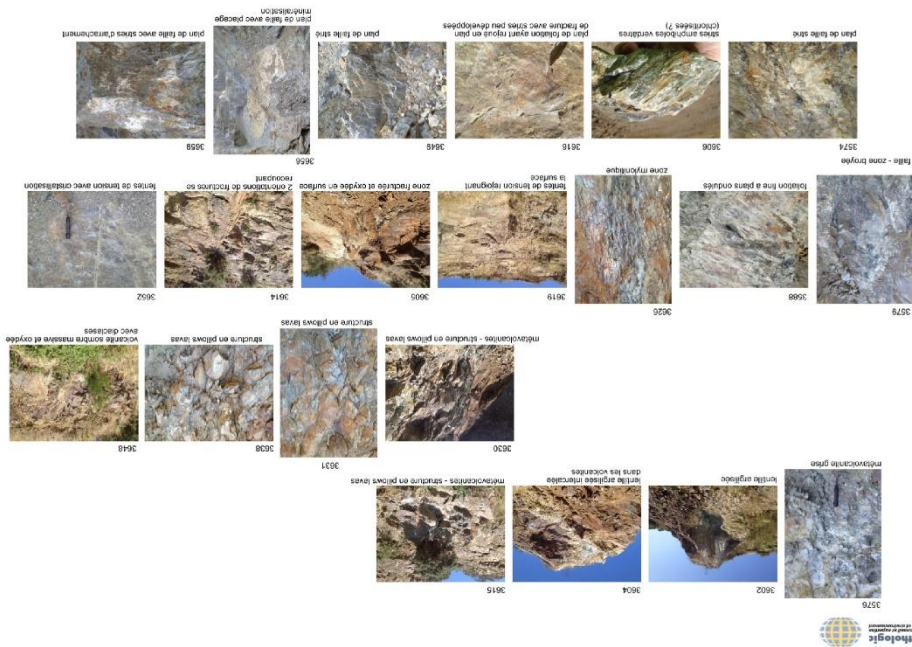 thologic
3576
métavolcanite grise
3602
lentille argilisée
3604
lentille argilisée intercalée
dans les volcanites
3615
métavolcanites - structure en pillows lavas
3630
métavolcanites - structure en pillows lavas
3631
structure en pillows lavas
3638
structure en pillows lavas
3648
volcanite sombre massive et oxydée
avec diaclases
3579
faille - zone broyée
3588
foliation fine à plans ondulés
3626
zone mylonitique
3619
fentes de tension rejoignant
la surface
3605
zone fracturée et oxydée en surface
3614
2 orientations de fractures se
recoupant
3652
fentes de tension avec cristallisation
3574
plan de faille strié
3606
stries amphiboles verdâtres
(chloritisées ?)
3616
plan de foliation ayant rejoué en plan
de fracture avec stries peu développées
3649
plan de faille strié
3656
plan de faille avec placage
minéralisation
3659
plan de faille avec stries d'arrachement